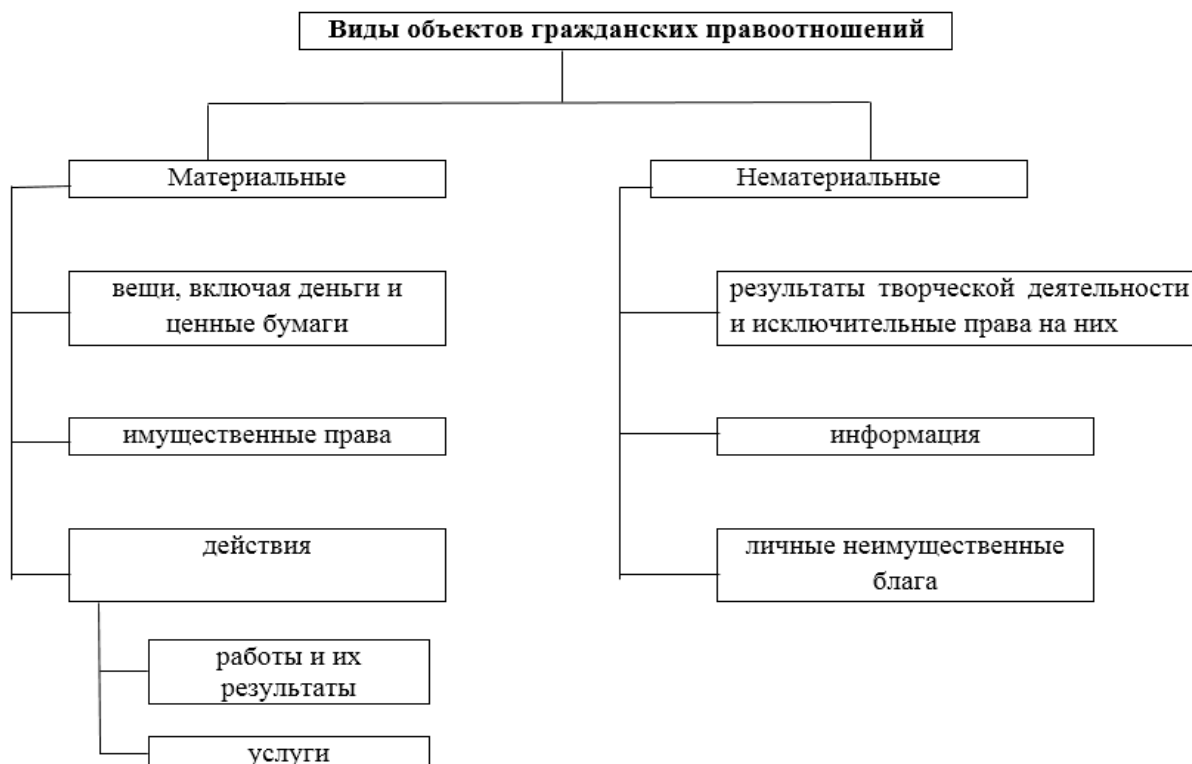 Виды объектов гражданских правоотношений
Материальные
вещи, включая деньги и
ценные бумаги
имущественные права
действия
работы и их
результаты
услуги
Нематериальные
результаты творческой деятельности
и исключительные права на них
информация
личные неимущественные
блага